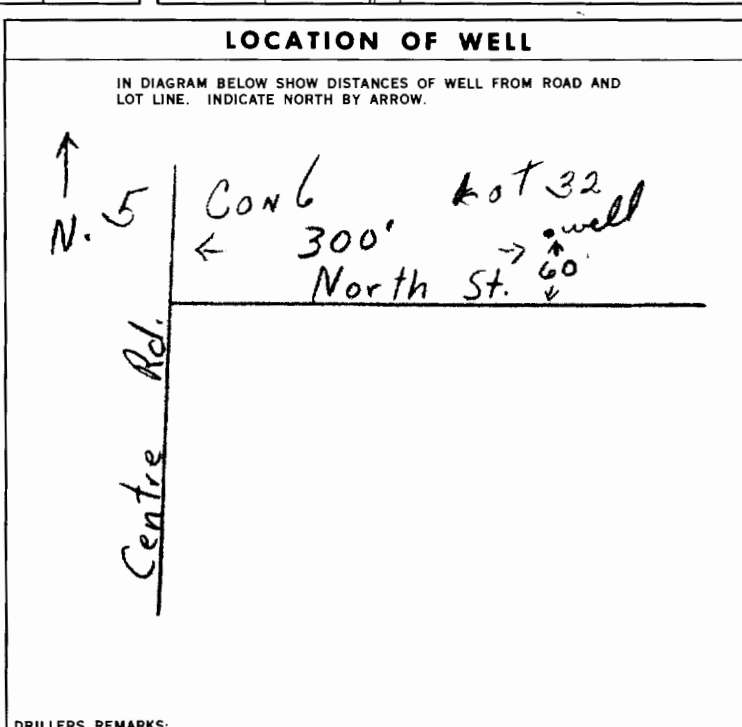 LOCATION OF WELL
IN DIAGRAM BELOW SHOW DISTANCES OF WELL FROM ROAD AND
LOT LINE. INDICATE NORTH BY ARROW.
N. 5 Con 6 Lot 32
300' well
60'
North St.
Centre Rd.
DRILLERS REMARKS: